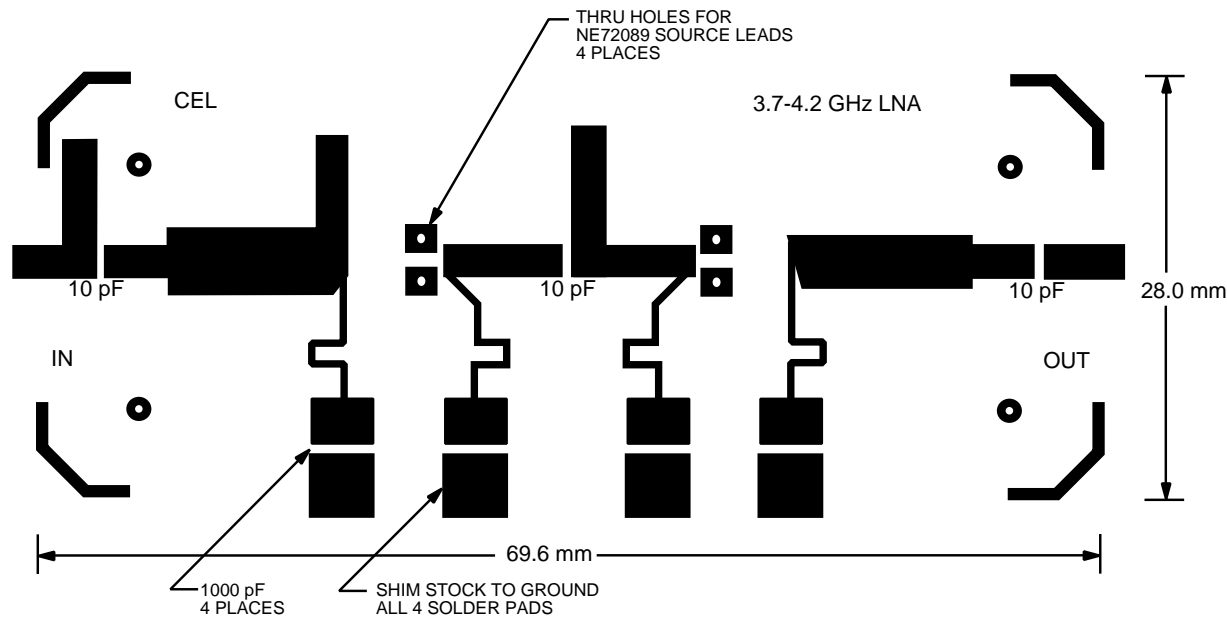 THRU HOLES FOR
NE72089 SOURCE LEADS
4 PLACES
CEL
3.7-4.2 GHz LNA
10 pF
10 pF
10 pF
28.0 mm
IN
OUT
69.6 mm
1000 pF
4 PLACES
SHIM STOCK TO GROUND
ALL 4 SOLDER PADS